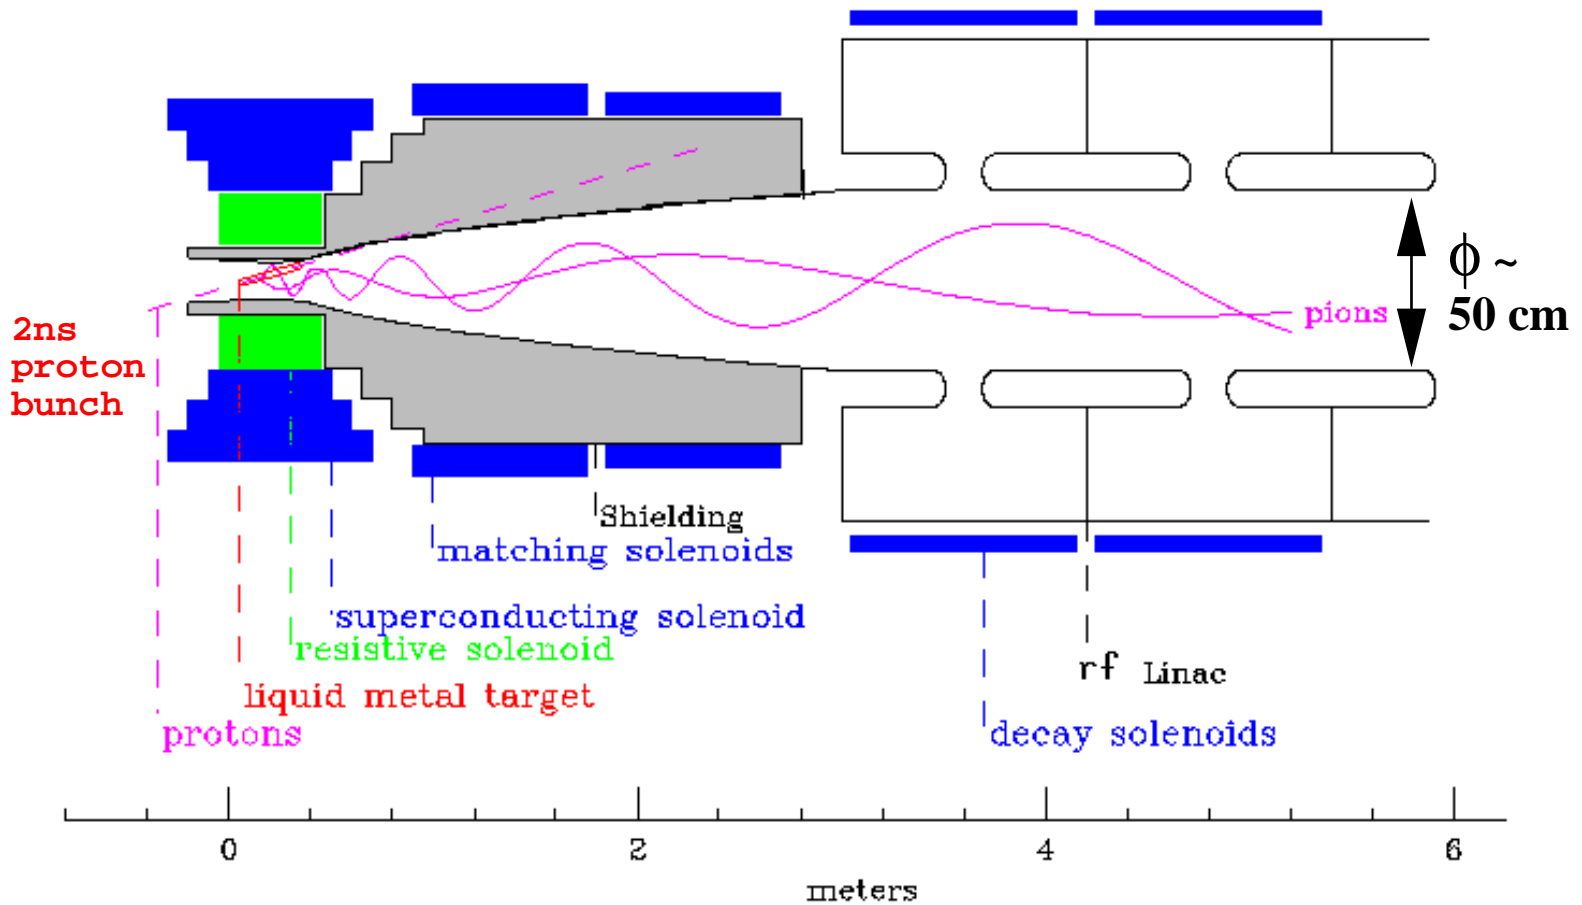 2ns
proton
bunch
ϕ ~
50 cm
pions
Shielding
matching solenoids
superconducting solenoid
resistive solenoid
liquid metal target
protons
rf Linac
decay solenoids
0 2 4 6
meters